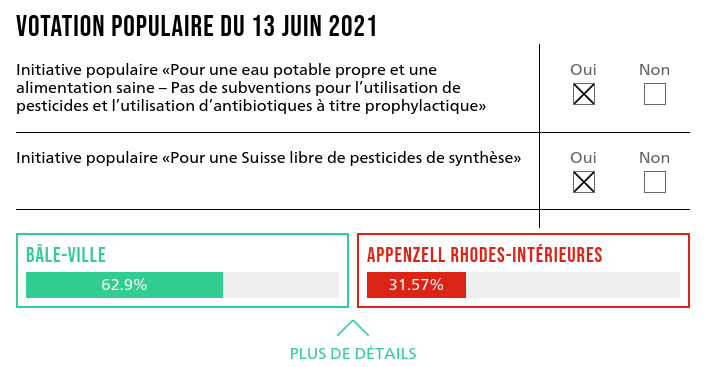 VOTATION POPULAIRE DU 13 JUIN 2021
Initiative populaire «Pour une eau potable propre et une
alimentation saine – Pas de subventions pour l'utilisation de
pesticides et l'utilisation d'antibiotiques à titre prophylactique»
Oui Non
Initiative populaire «Pour une Suisse libre de pesticides de synthèse»
Oui Non
BÂLE-VILLE
62.9%
APPENZELL RHODES-INTÉRIEURES
31.57%
PLUS DE DÉTAILS